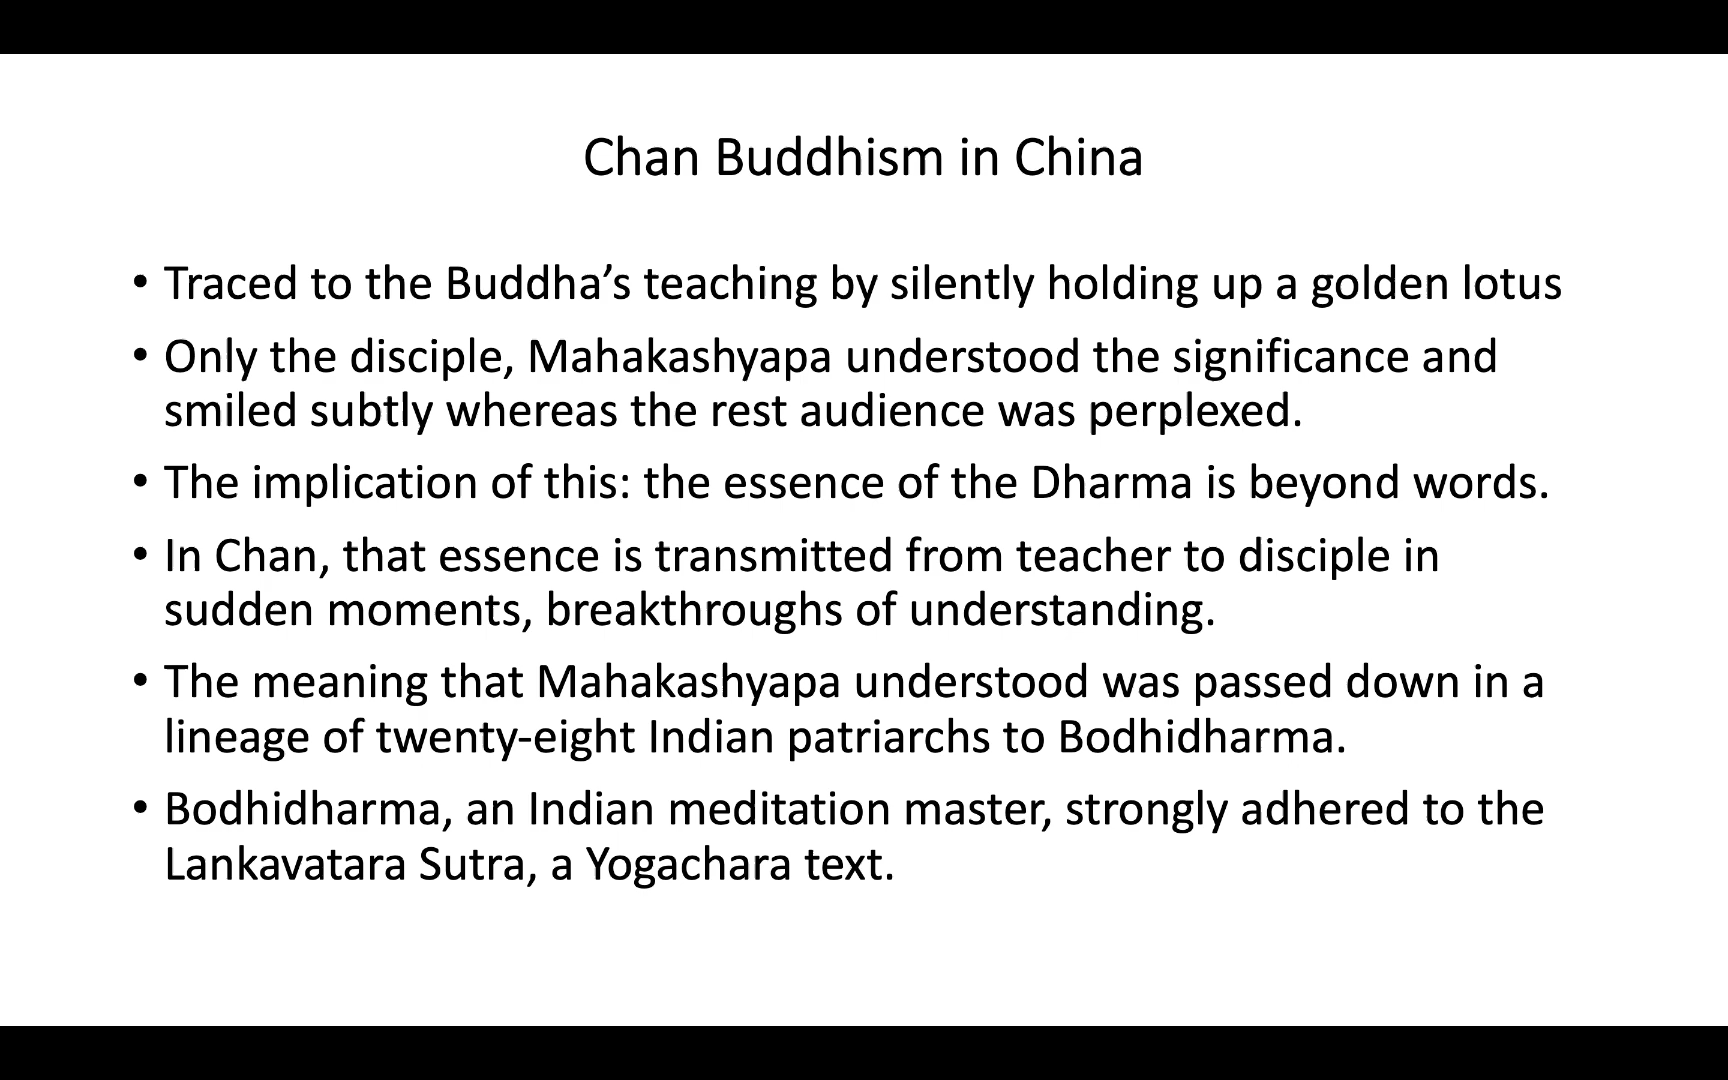 Chan Buddhism in China
• Traced to the Buddha’s teaching by silently holding up a golden lotus
• Only the disciple, Mahakashyapa understood the significance and
smiled subtly whereas the rest audience was perplexed.
• The implication of this: the essence of the Dharma is beyond words.
• In Chan, that essence is transmitted from teacher to disciple in
sudden moments, breakthroughs of understanding.
• The meaning that Mahakashyapa understood was passed down in a
lineage of twenty-eight Indian patriarchs to Bodhidharma.
• Bodhidharma, an Indian meditation master, strongly adhered to the
Lankavatara Sutra, a Yogachara text.